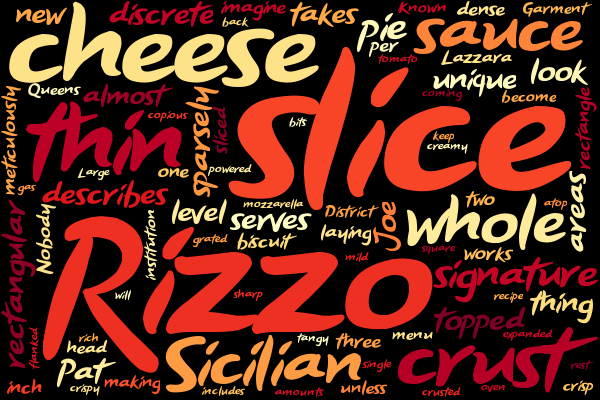 new
discrete
imagine
back
takes
pie
per
Known
dense
Garment
cheese
sauce
tomato
Lazzara
unique
look
Queens
almost
copious
meticulously
thin
sparsely
sliced
slice
bits
coming
become
keep
creamy
rectangle
Large
one
powered
gas
describes
mozzarella
level
serves
District
laying
Joe
two
atop
whole
areas
rectangular
Nobody
institution
grated
biscuit
mild
square
works
signature
Rizzo
will
sharp
recipe
thing
topped
expanded
flanked
rich
head
Pat
crispy
making
inch
Sicilian
tangy
three
menu
single
includes
amounts
unless
crust
crusted
oven
rest
crisp